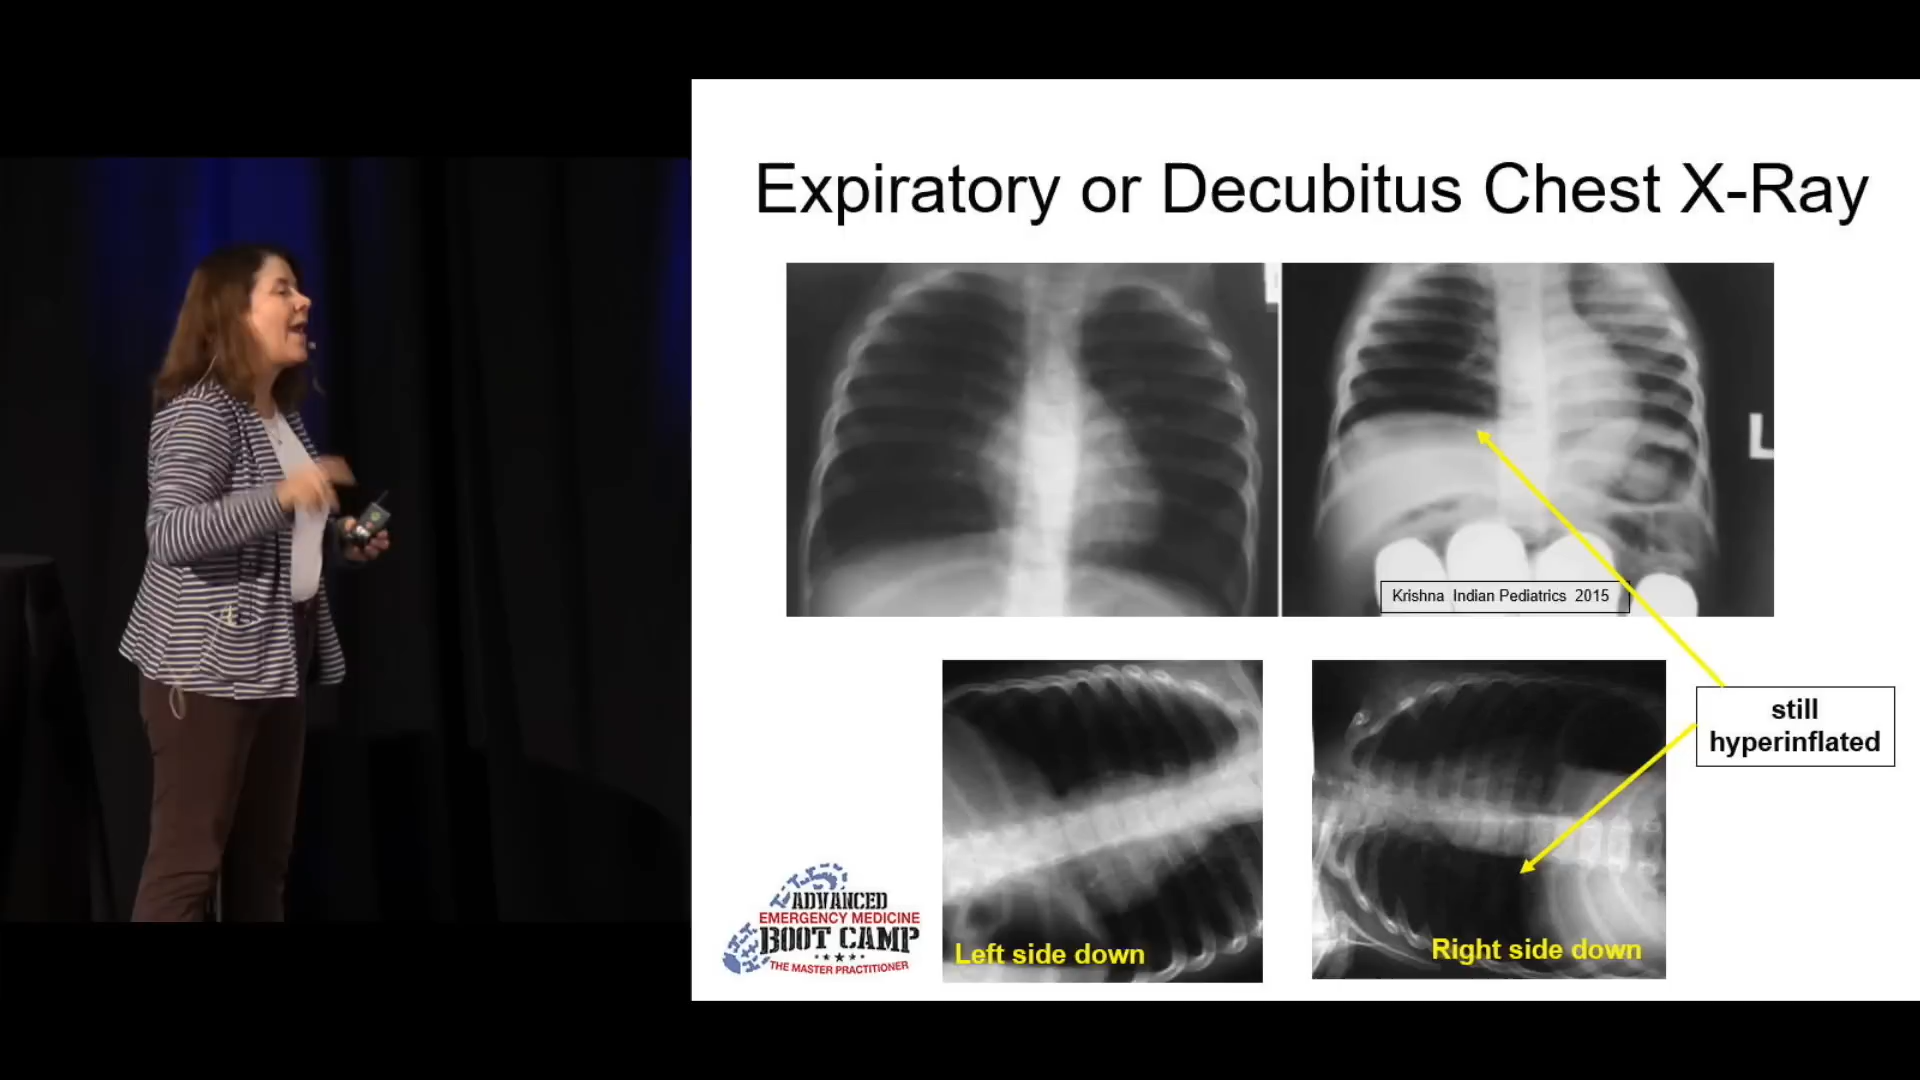 Expiratory or Decubitus Chest X-Ray
L
Krishna Indian Pediatrics 2015
still
hyperinflated
Left side down
Right side down
ADVANCED
EMERGENCY MEDICINE
BOOT CAMP
THE MASTER PRACTITIONER